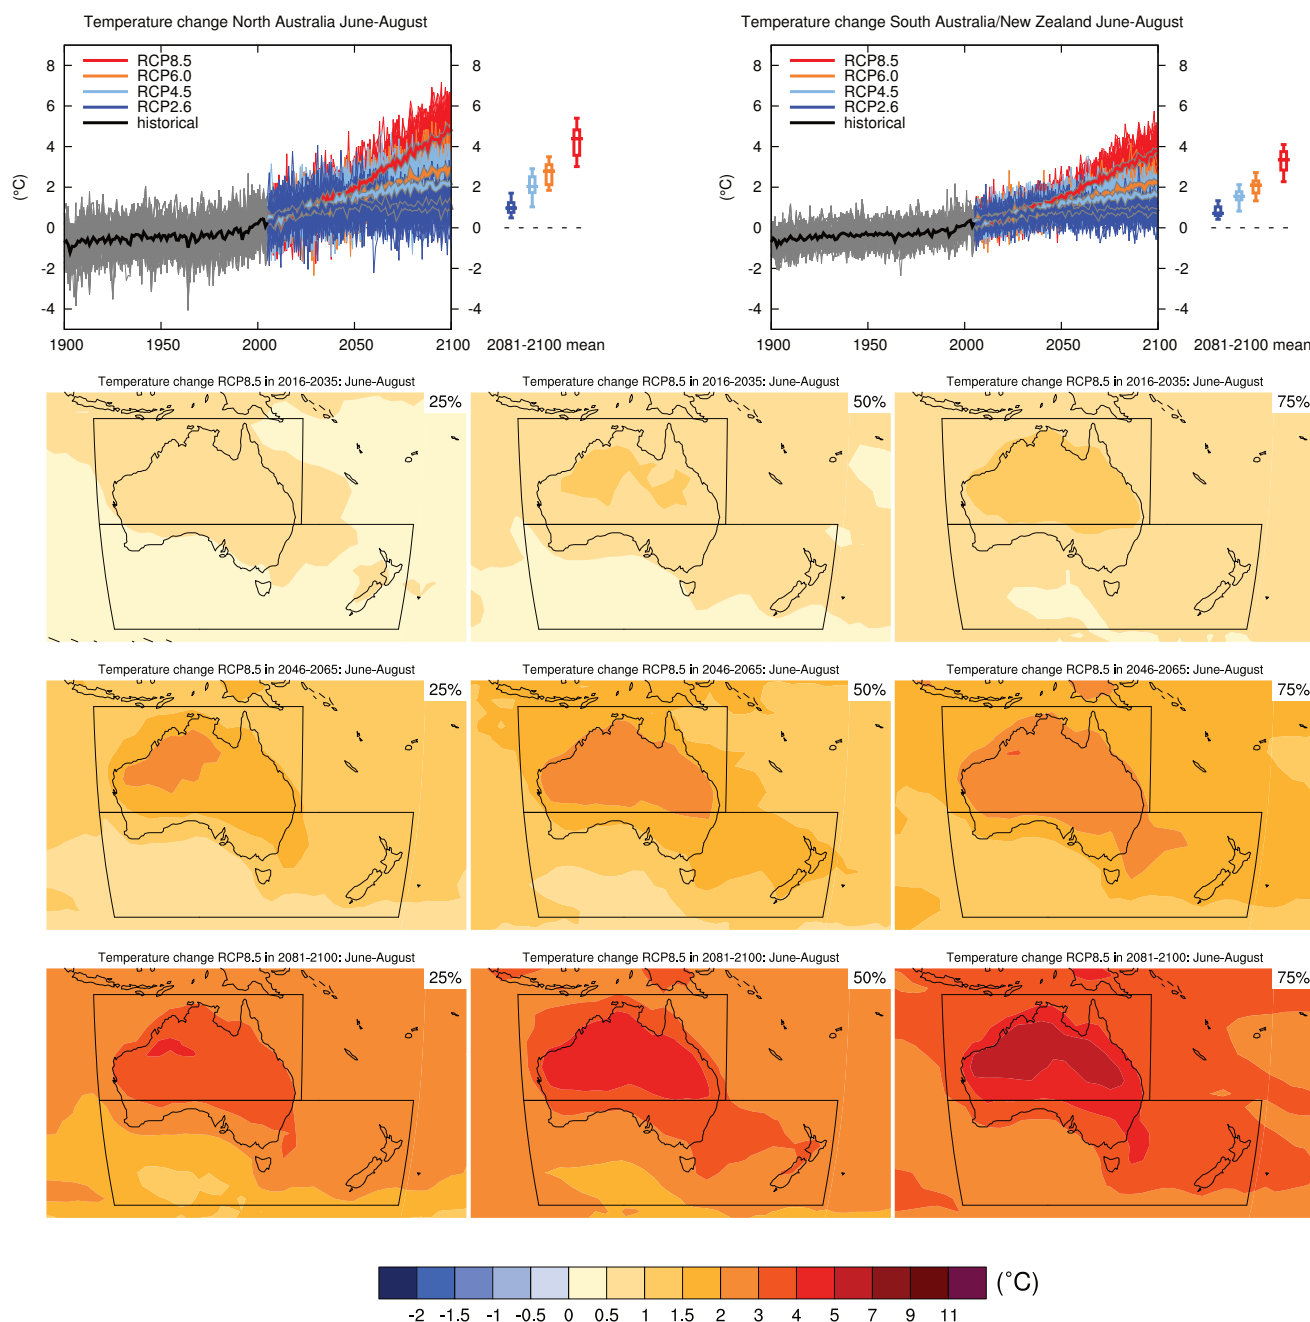 Temperature change North Australia June-August
8
6
4
2
0
-2
-4
(°C)
RCP8.5
RCP6.0
RCP4.5
RCP2.6
historical
8
6
4
2
0
-2
-4
1900
1950
2000
2050
2100
2081-2100 mean
Temperature change South Australia/New Zealand June-August
8
6
4
2
0
-2
-4
(°C)
RCP8.5
RCP6.0
RCP4.5
RCP2.6
historical
8
6
4
2
0
-2
-4
1900
1950
2000
2050
2100
2081-2100 mean
Temperature change RCP8.5 in 2016-2035: June-August
25%
Temperature change RCP8.5 in 2016-2035: June-August
50%
Temperature change RCP8.5 in 2016-2035: June-August
75%
Temperature change RCP8.5 in 2046-2065: June-August
25%
Temperature change RCP8.5 in 2046-2065: June-August
50%
Temperature change RCP8.5 in 2046-2065: June-August
75%
Temperature change RCP8.5 in 2081-2100: June-August
25%
Temperature change RCP8.5 in 2081-2100: June-August
50%
Temperature change RCP8.5 in 2081-2100: June-August
75%
(°C)
-2 -1.5 -1 -0.5 0 0.5 1 1.5 2 3 4 5 7 9 11